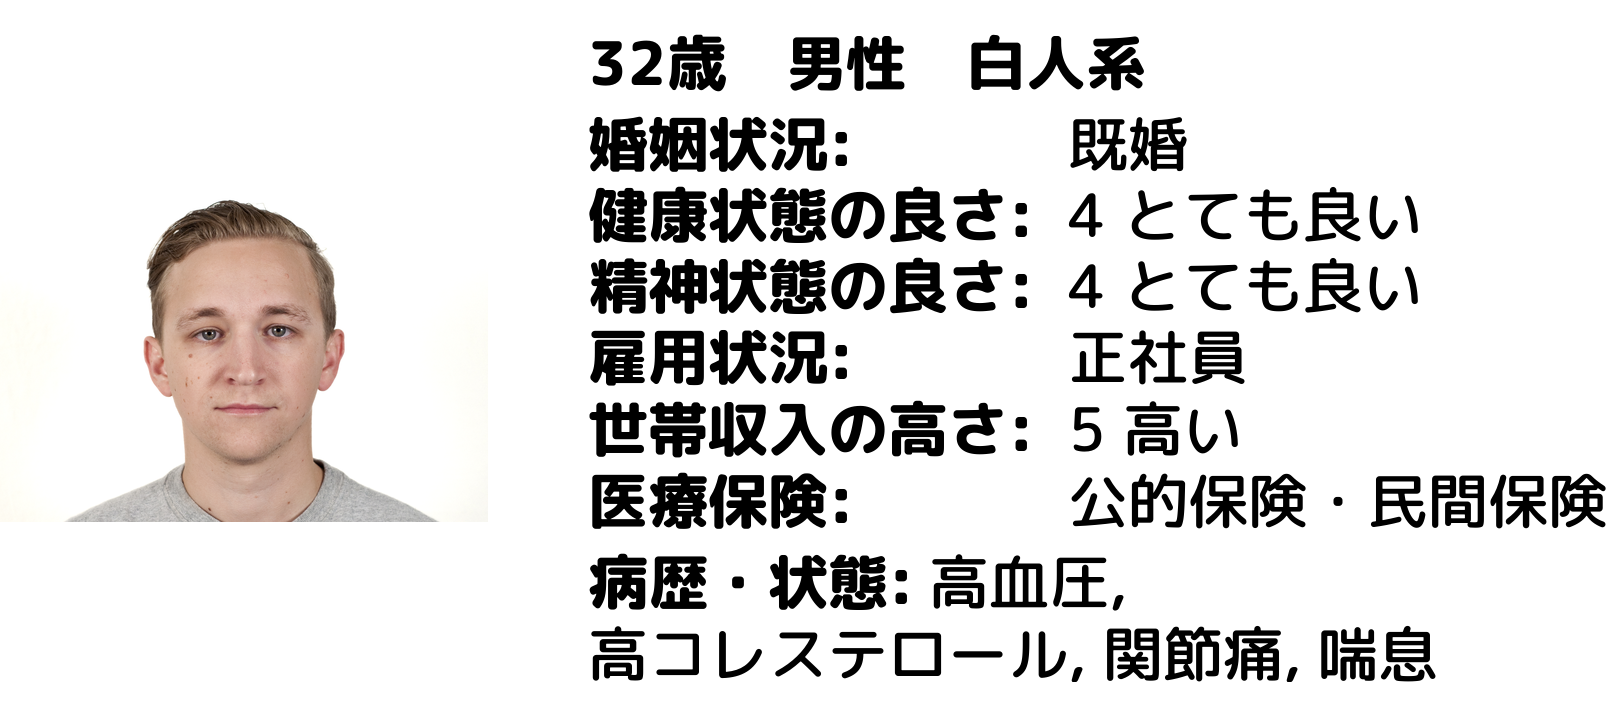 32歳　男性　白人系
婚姻状況: 既婚
健康状態の良さ: 4 とても良い
精神状態の良さ: 4 とても良い
雇用状況: 正社員
世帯収入の高さ: 5 高い
医療保険: 公的保険・民間保険
病歴・状態: 高血圧,
高コレステロール, 関節痛, 喘息